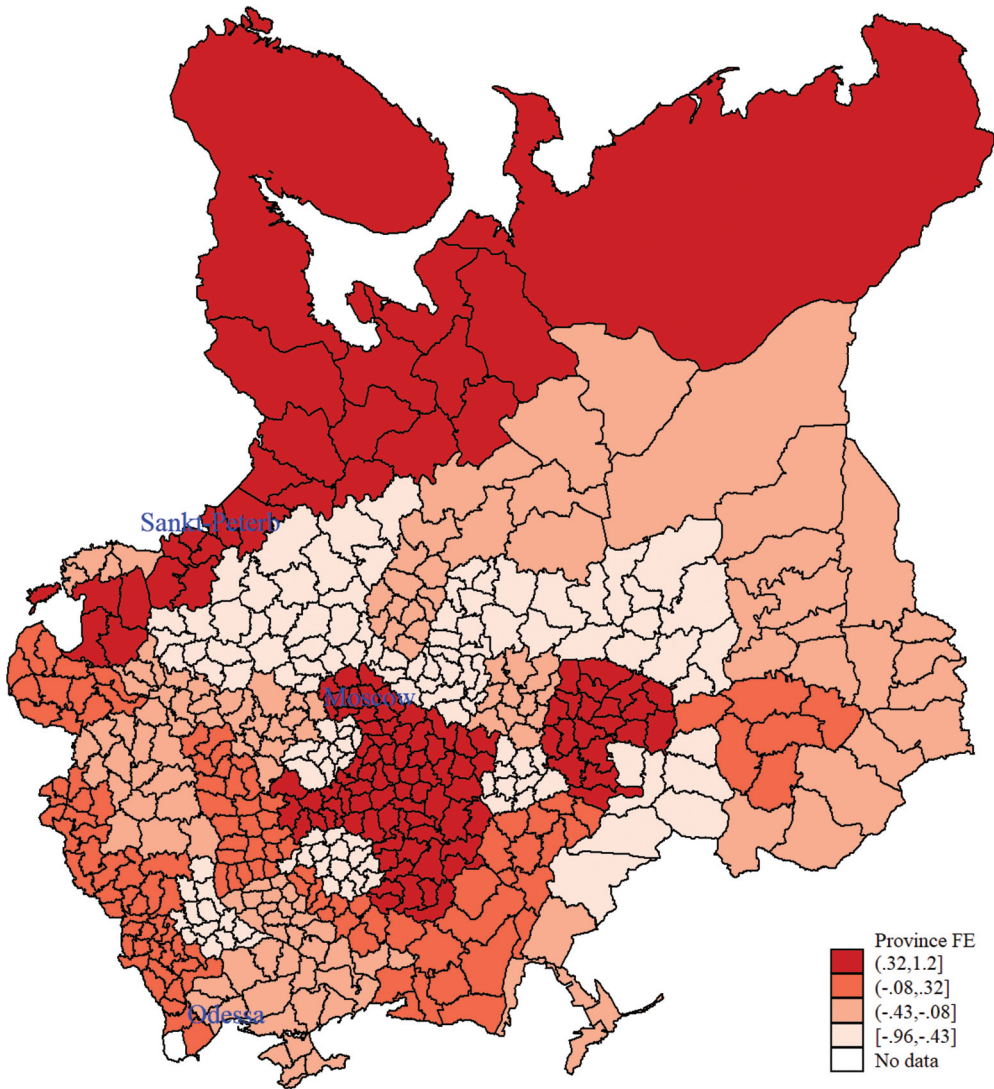 Sankt-Peterb
Moscow
Odessa
Province FE
(.32,1.2]
(-.08,.32]
(-.43,-.08]
[-.96,-.43]
No data